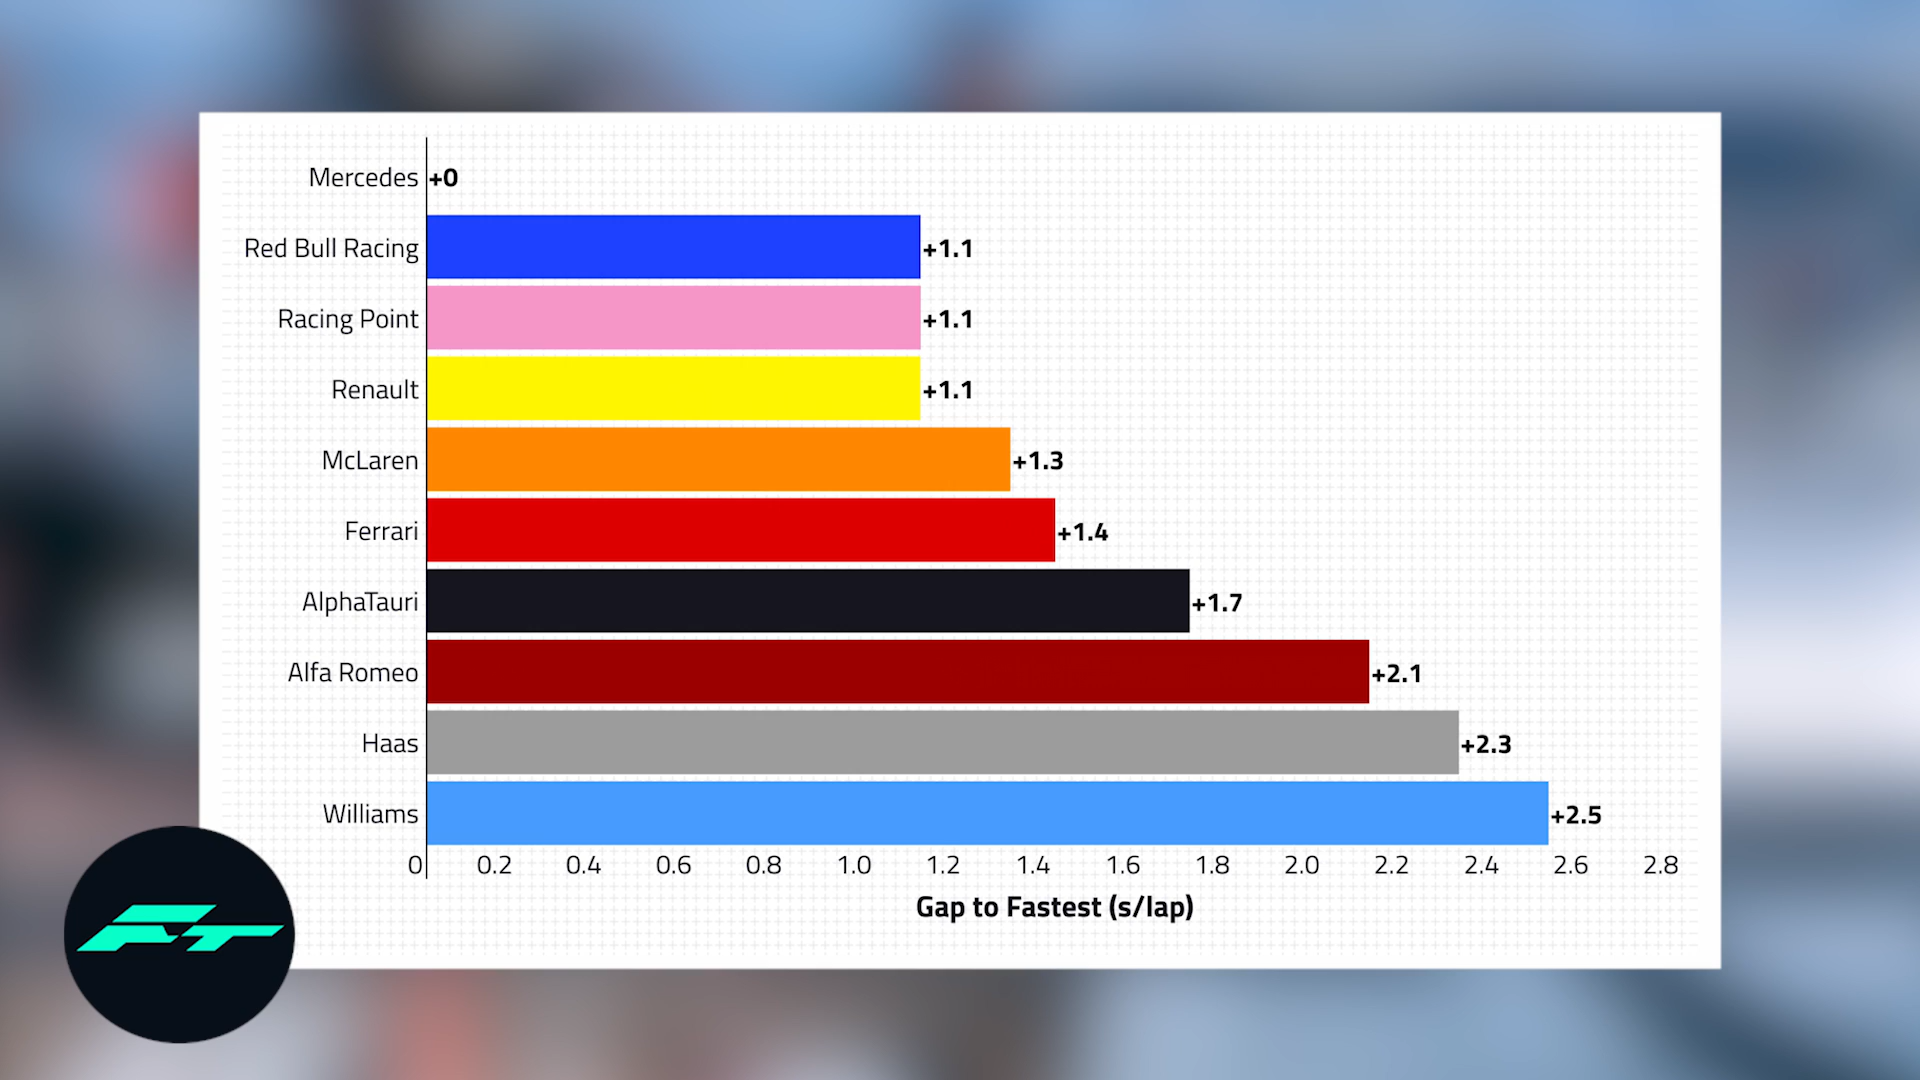 Mercedes +0
Red Bull Racing +1.1
Racing Point +1.1
Renault +1.1
McLaren +1.3
Ferrari +1.4
AlphaTauri +1.7
Alfa Romeo +2.1
Haas +2.3
Williams +2.5
0 0.2 0.4 0.6 0.8 1.0 1.2 1.4 1.6 1.8 2.0 2.2 2.4 2.6 2.8
Gap to Fastest (s/lap)
FT